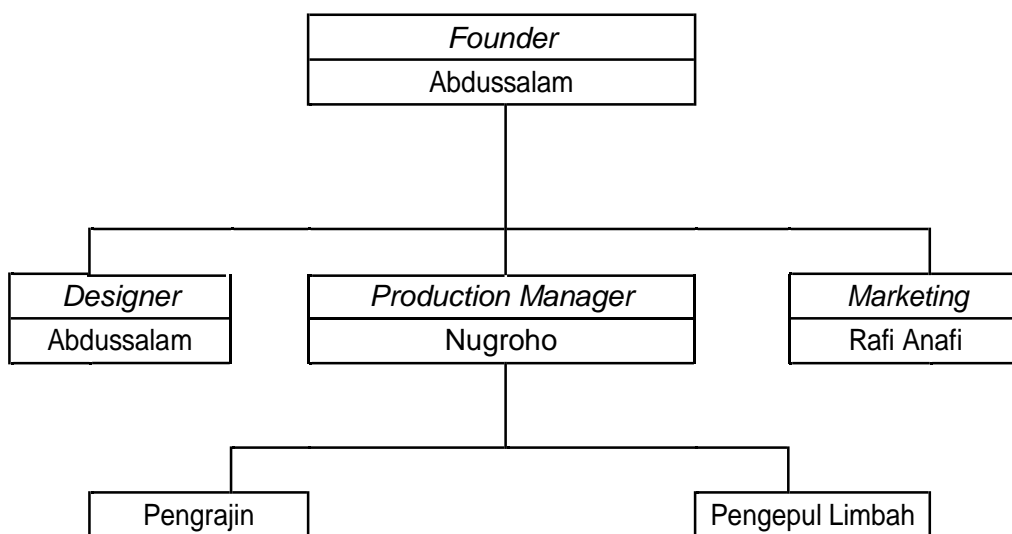 Founder
Abdussalam
Designer
Abdussalam
Production Manager
Nugroho
Marketing
Rafi Anafi
Pengrajin
Pengepul Limbah